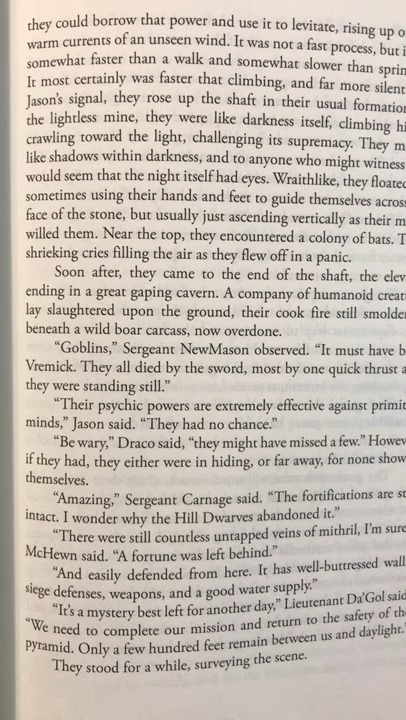 they could borrow that power and use it to levitate, rising up o
warm currents of an unseen wind. It was not a fast process, but i
somewhat faster than a walk and somewhat slower than sprin
It most certainly was faster that climbing, and far more silent
Jason's signal, they rose up the shaft in their usual formation
the lightless mine, they were like darkness itself, climbing hi
crawling toward the light, challenging its supremacy. They m
like shadows within darkness, and to anyone who might witness
would seem that the night itself had eyes. Wraithlike, they floated
sometimes using their hands and feet to guide themselves across
face of the stone, but usually just ascending vertically as their m
willed them. Near the top, they encountered a colony of bats. T
shrieking cries filling the air as they flew off in a panic.
Soon after, they came to the end of the shaft, the elev
ending in a great gaping cavern. A company of humanoid creat
lay slaughtered upon the ground, their cook fire still smolder
beneath a wild boar carcass, now overdone.
"Goblins," Sergeant NewMason observed. "It must have b
Vremick. They all died by the sword, most by one quick thrust a
they were standing still."
"Their psychic powers are extremely effective against primit
minds," Jason said. "They had no chance."
"Be wary," Draco said, "they might have missed a few." Howev
if they had, they either were in hiding, or far away, for none show
themselves.
"Amazing," Sergeant Carnage said. "The fortifications are st
intact. I wonder why the Hill Dwarves abandoned it."
"There were still countless untapped veins of mithril, I'm sure
McHewn said. "A fortune was left behind."
"And easily defended from here. It has well-buttressed wall
siege defenses, weapons, and a good water supply."
"It's a mystery best left for another day," Lieutenant Da'Gol said
"We need to complete our mission and return to the safety of th
pyramid. Only a few hundred feet remain between us and daylight."
They stood for a while, surveying the scene.